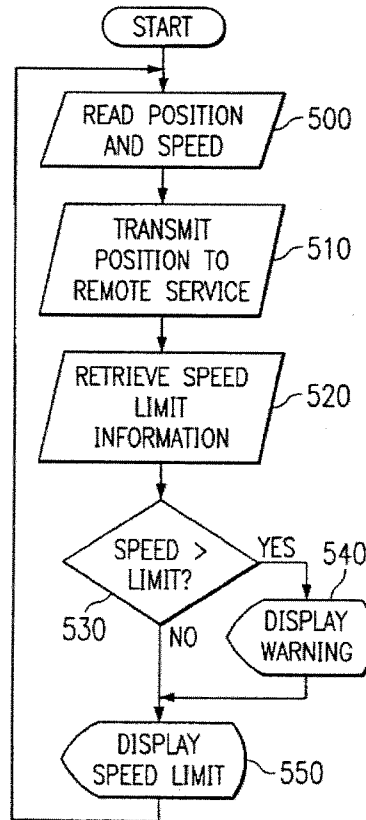 START
READ POSITION
AND SPEED
500
TRANSMIT
POSITION TO
REMOTE SERVICE
510
RETRIEVE SPEED
LIMIT
INFORMATION
520
SPEED >
LIMIT?
530
YES
540
NO
DISPLAY
WARNING
DISPLAY
SPEED LIMIT
550